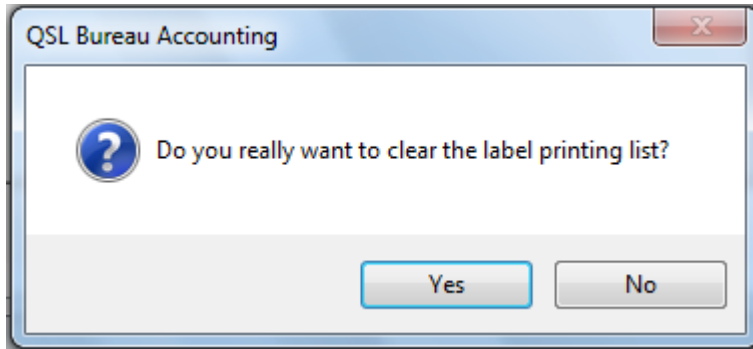 QSL Bureau Accounting
Do you really want to clear the label printing list?
Yes No